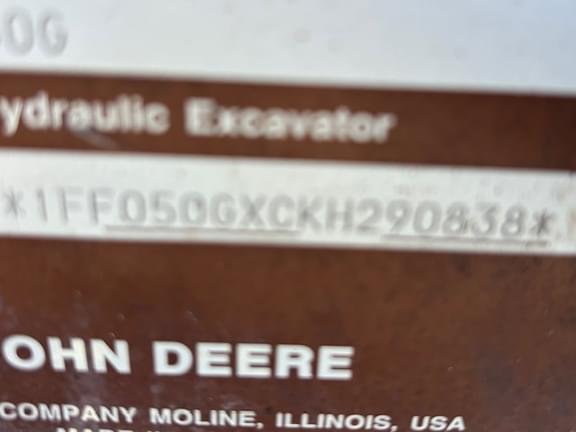 0G
ydraulic Excavator
*1FF050GXCKH290838*
OHN DEERE
COMPANY MOLINE, ILLINOIS, USA